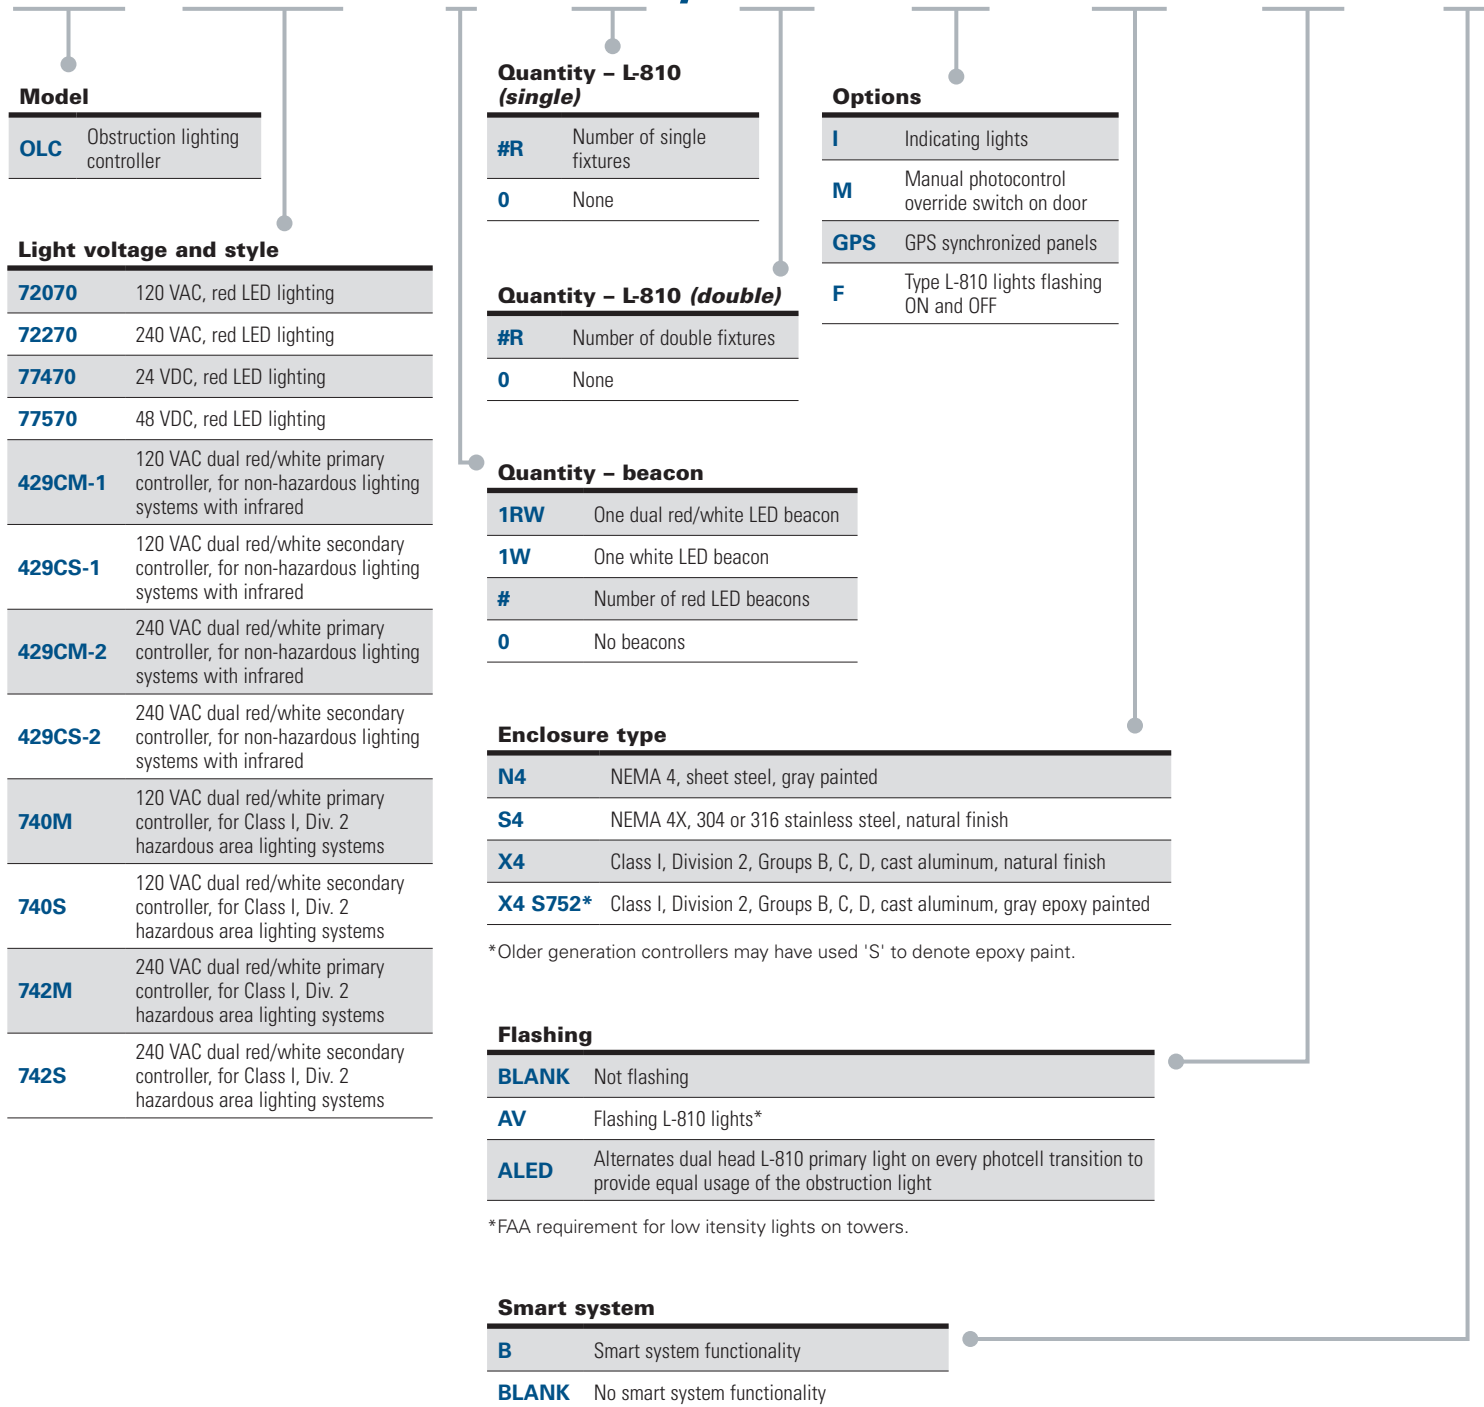 Model
OLC Obstruction lighting
controller
Light voltage and style
72070 120 VAC, red LED lighting
72270 240 VAC, red LED lighting
77470 24 VDC, red LED lighting
77570 48 VDC, red LED lighting
429CM-1 120 VAC dual red/white primary
controller, for non-hazardous lighting
systems with infrared
429CS-1 120 VAC dual red/white secondary
controller, for non-hazardous lighting
systems with infrared
429CM-2 240 VAC dual red/white primary
controller, for non-hazardous lighting
systems with infrared
429CS-2 240 VAC dual red/white secondary
controller, for non-hazardous lighting
systems with infrared
740M 120 VAC dual red/white primary
controller, for Class I, Div. 2
hazardous area lighting systems
740S 120 VAC dual red/white secondary
controller, for Class I, Div. 2
hazardous area lighting systems
742M 240 VAC dual red/white primary
controller, for Class I, Div. 2
hazardous area lighting systems
742S 240 VAC dual red/white secondary
controller, for Class I, Div. 2
hazardous area lighting systems
Quantity – L-810
(single)
#R Number of single
fixtures
0 None
Quantity – L-810 (double)
#R Number of double fixtures
0 None
Options
I Indicating lights
M Manual photocontrol
override switch on door
GPS GPS synchronized panels
F Type L-810 lights flashing
ON and OFF
Quantity – beacon
1RW One dual red/white LED beacon
1W One white LED beacon
# Number of red LED beacons
0 No beacons
Enclosure type
N4 NEMA 4, sheet steel, gray painted
S4 NEMA 4X, 304 or 316 stainless steel, natural finish
X4 Class I, Division 2, Groups B, C, D, cast aluminum, natural finish
X4 S752* Class I, Division 2, Groups B, C, D, cast aluminum, gray epoxy painted
*Older generation controllers may have used 'S' to denote epoxy paint.
Flashing
BLANK Not flashing
AV Flashing L-810 lights*
ALED Alternates dual head L-810 primary light on every photcell transition to
provide equal usage of the obstruction light
*FAA requirement for low itensity lights on towers.
Smart system
B Smart system functionality
BLANK No smart system functionality